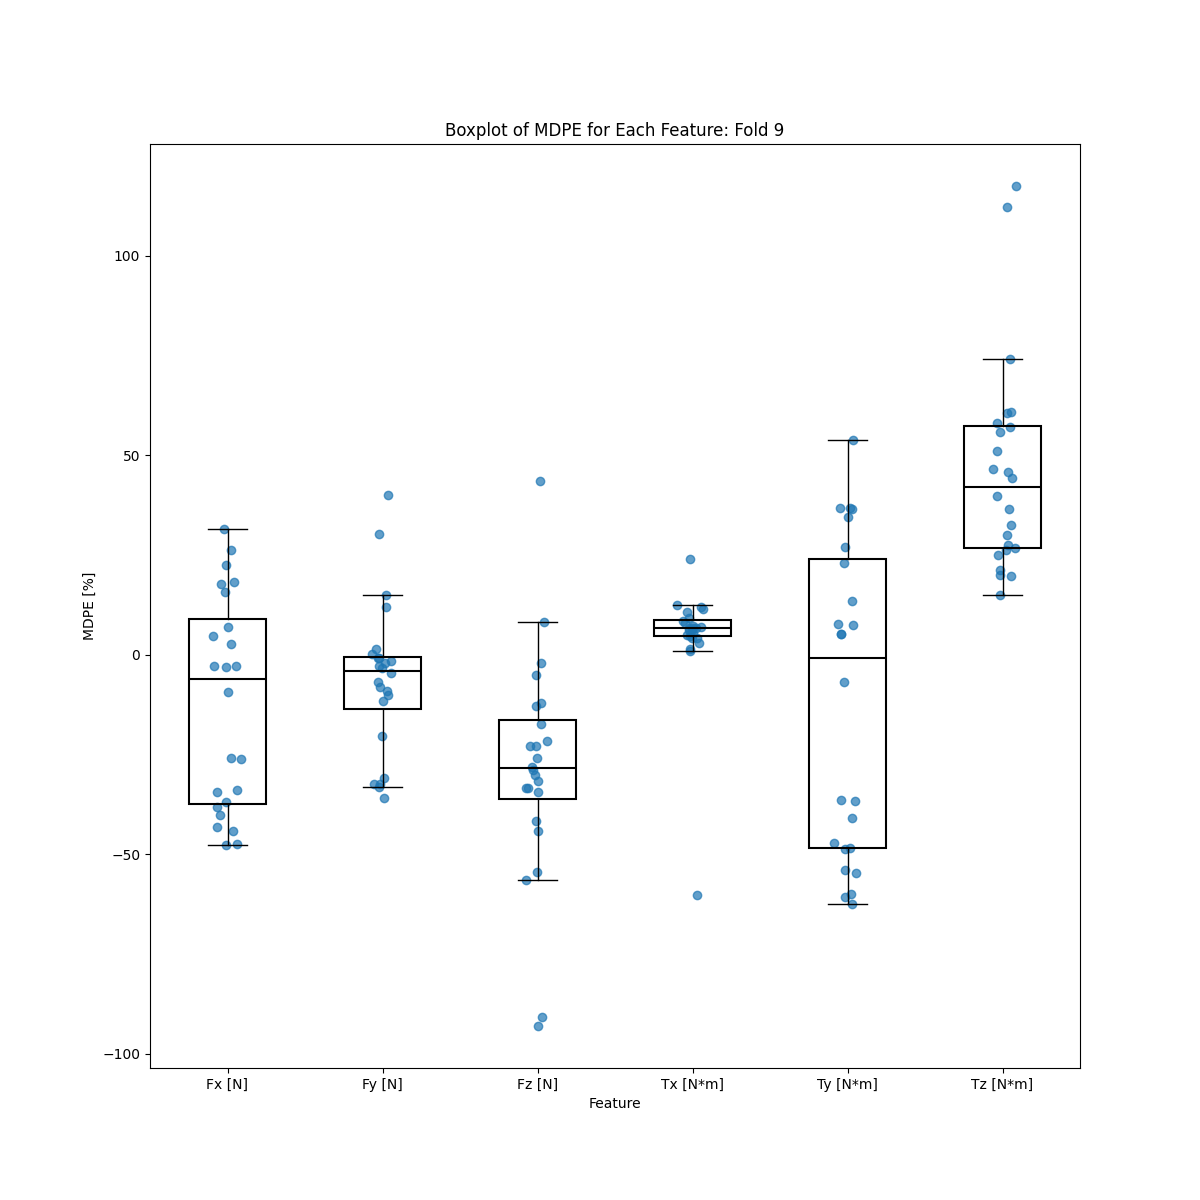 Boxplot of MDPE for Each Feature: Fold 9
MDPE [%]
100
50
0
−50
−100
Fx [N] Fy [N] Fz [N] Tx [N*m] Ty [N*m] Tz [N*m]
Feature